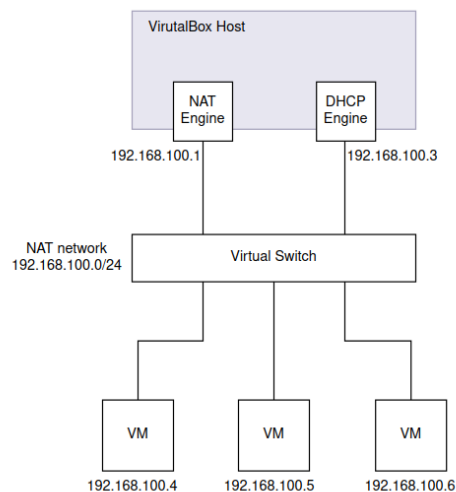 VirutalBox Host
NAT
Engine
DHCP
Engine
192.168.100.1
192.168.100.3
NAT network
192.168.100.0/24
Virtual Switch
VM
VM
VM
192.168.100.4
192.168.100.5
192.168.100.6